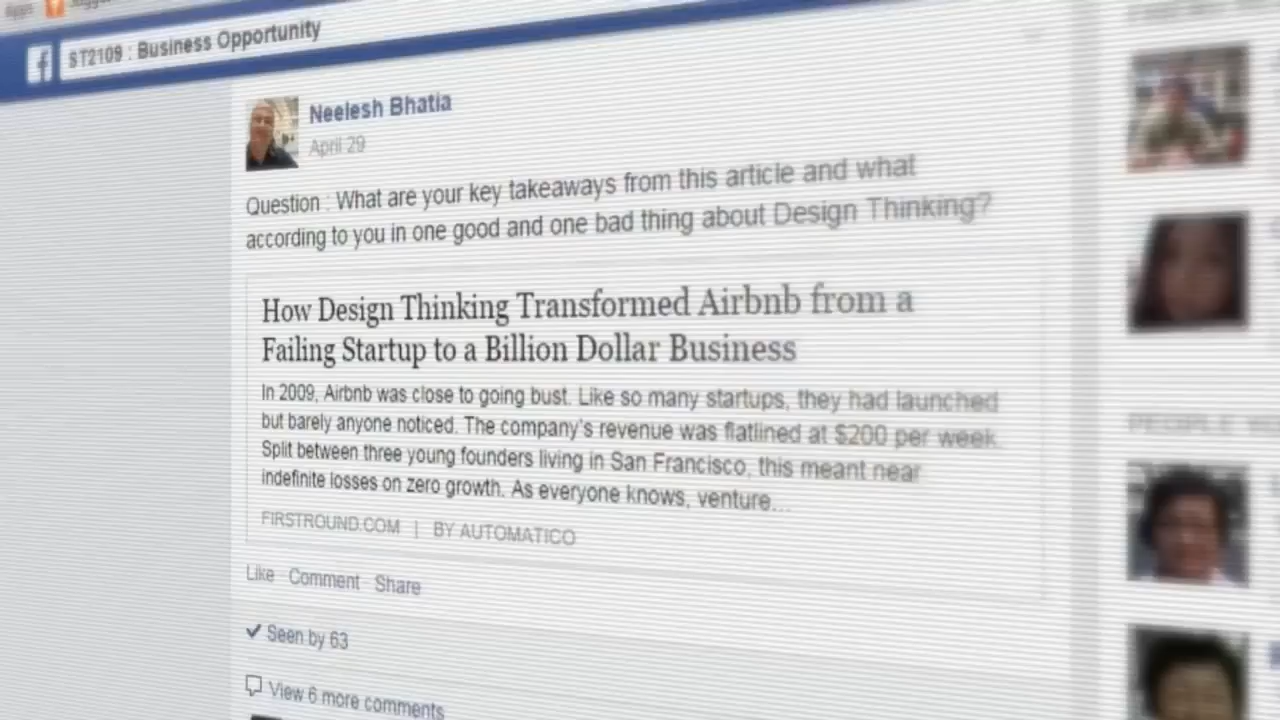 Apps
ST2109 : Business Opportunity
Neelesh Bhatia
April 29
Question : What are your key takeaways from this article and what
according to you in one good and one bad thing about Design Thinking?
How Design Thinking Transformed Airbnb from a
Failing Startup to a Billion Dollar Business
In 2009, Airbnb was close to going bust. Like so many startups, they had launched
but barely anyone noticed. The company's revenue was flatlined at $200 per week.
Split between three young founders living in San Francisco, this meant near
indefinite losses on zero growth. As everyone knows, venture...
FIRSTROUND.COM | BY AUTOMATICO
Like Comment Share
Seen by 63
View 6 more comments
PEOPLE